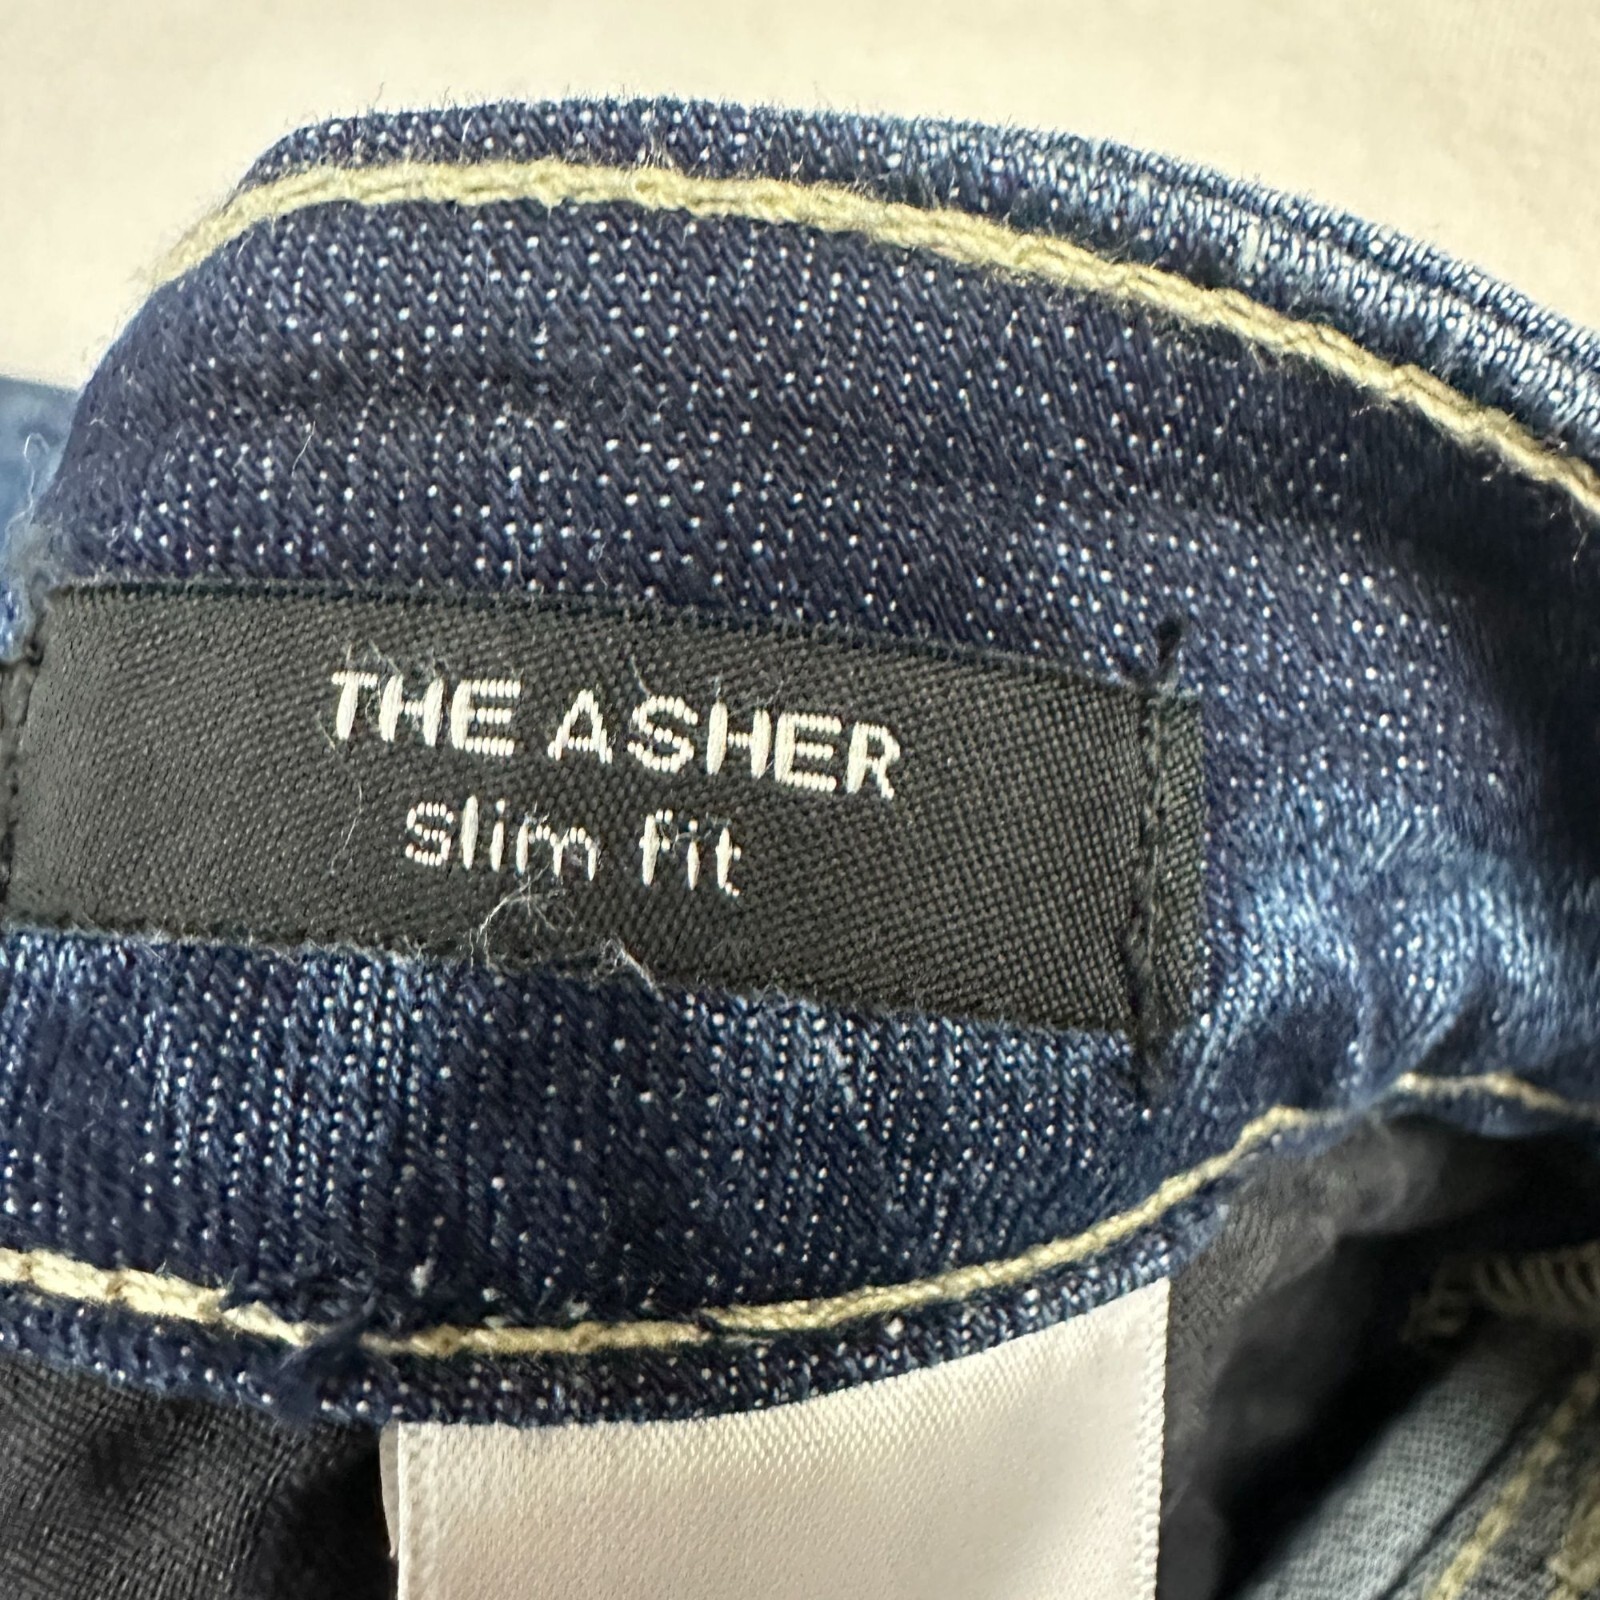 THE ASHER
slim fit